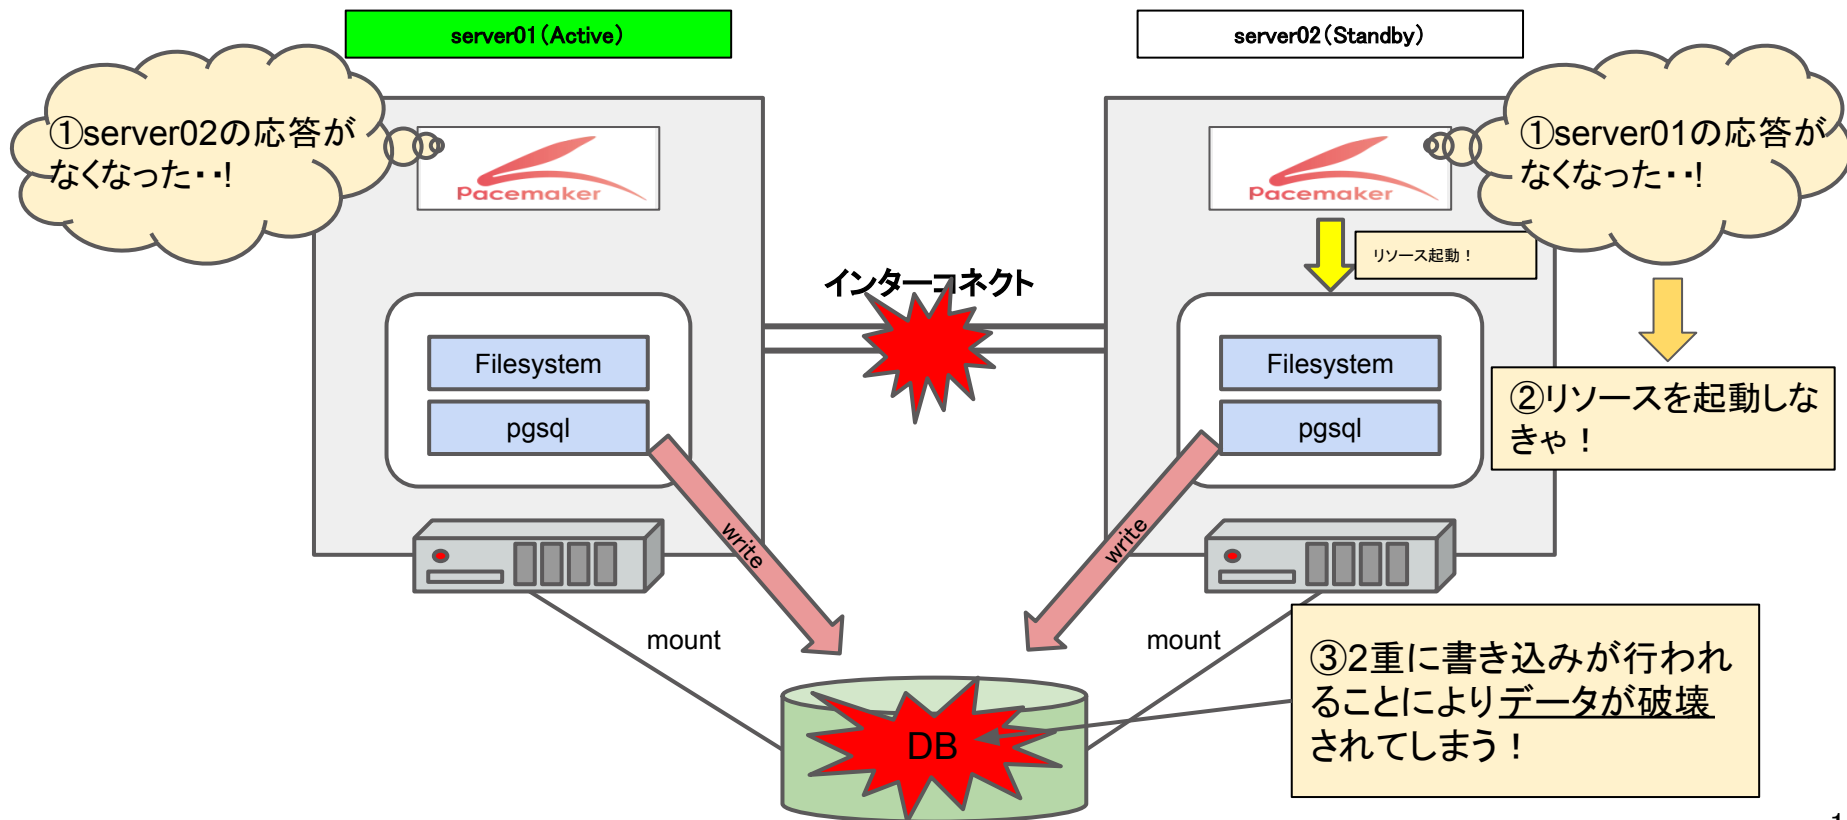 server01（Active）
server02（Standby）
①server02の応答が
なくなった・・!
Pacemaker
Pacemaker
①server01の応答が
なくなった・・!
リソース起動！
インターコネクト
Filesystem
pgsql
Filesystem
pgsql
②リソースを起動しな
きゃ！
write
write
mount
mount
DB
③2重に書き込みが行われ
ることによりデータが破壊
されてしまう！